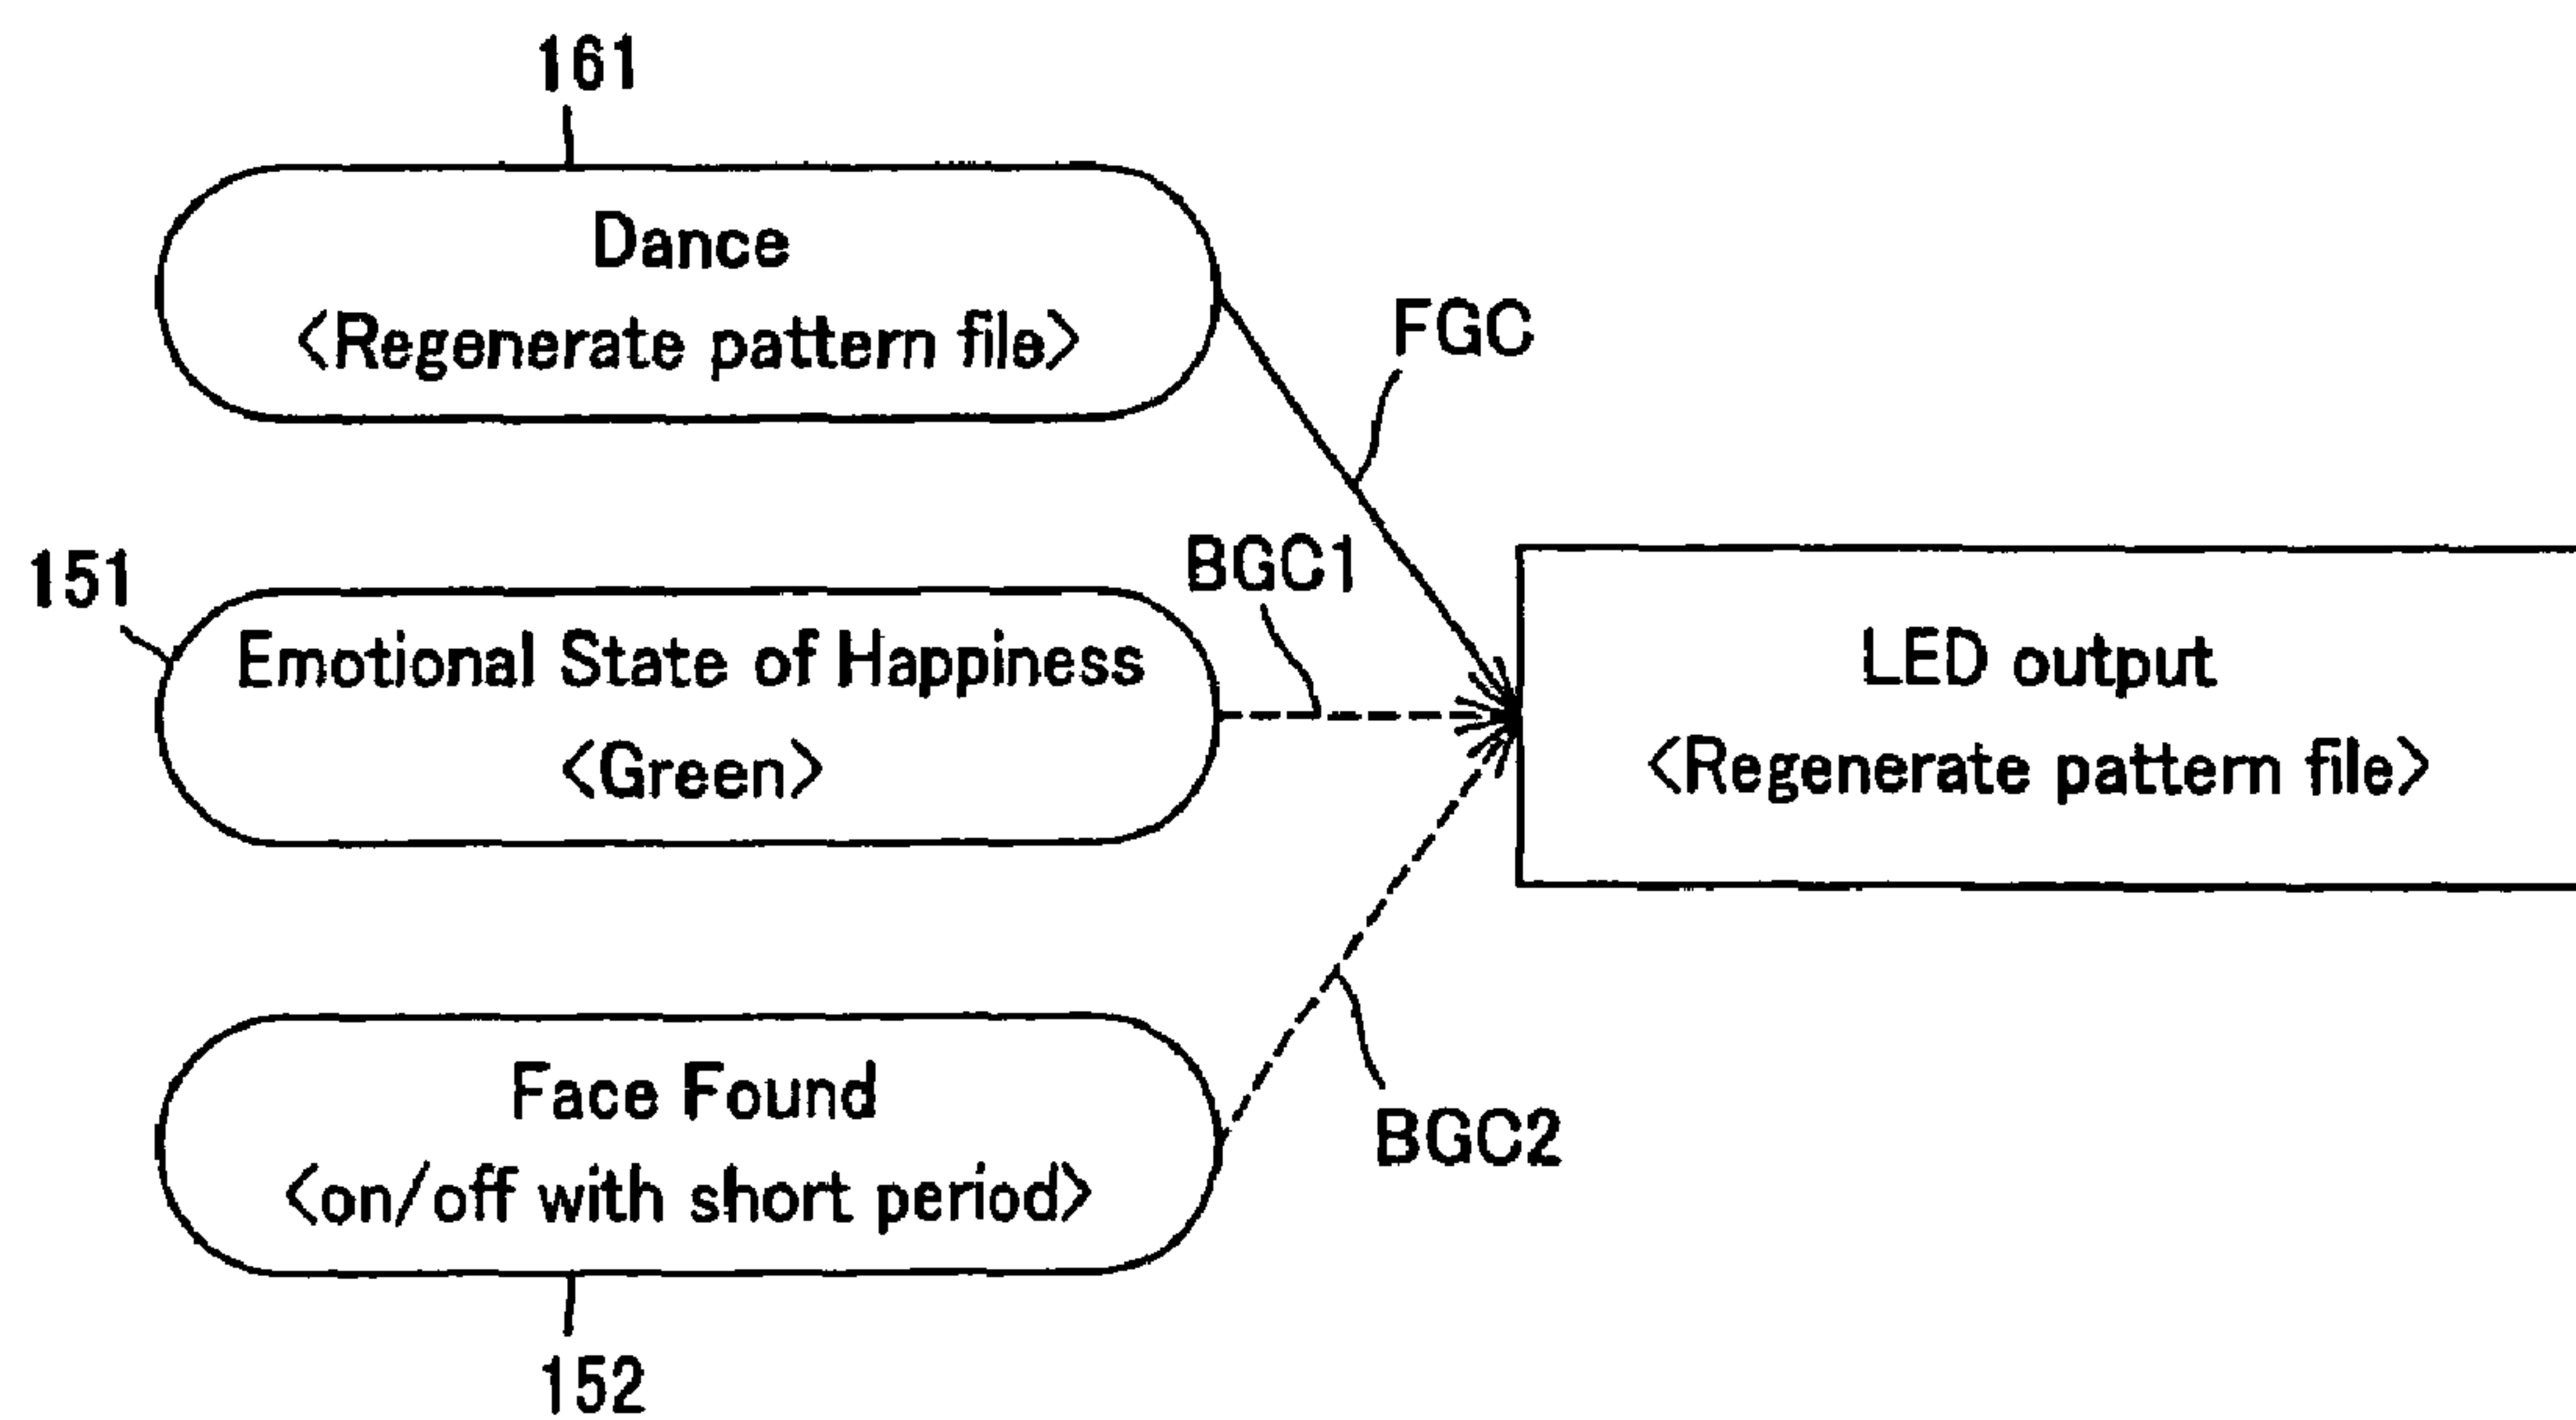 161
Dance
<Regenerate pattern file>
FGC
151
BGC1
Emotional State of Happiness
<Green>
LED output
<Regenerate pattern file>
Face Found
<on/off with short period>
BGC2
152